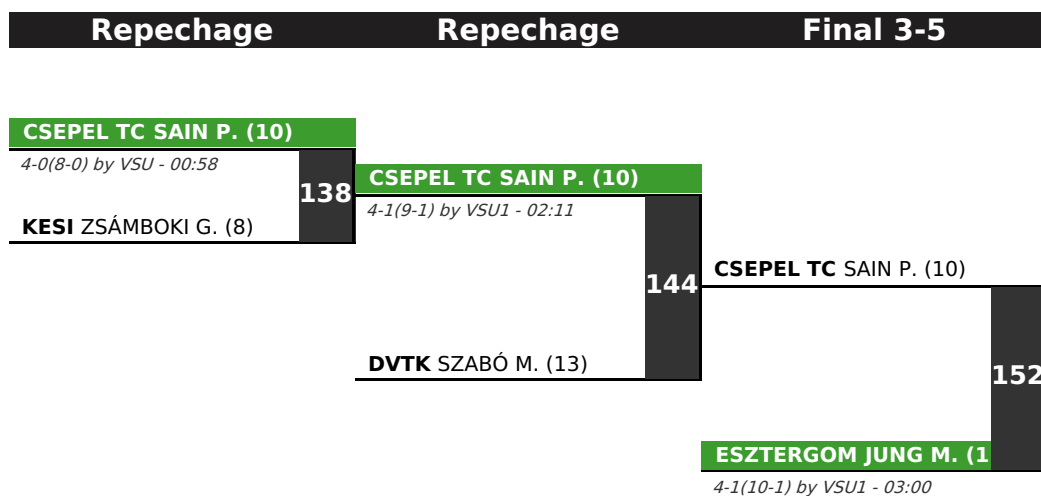 Repechage Repechage Final 3-5
CSEPEL TC SAIN P. (10)
4-0(8-0) by VSU - 00:58
138
KESI ZSÁMBOKI G. (8)
CSEPEL TC SAIN P. (10)
4-1(9-1) by VSU1 - 02:11
144
DVTK SZABÓ M. (13)
CSEPEL TC SAIN P. (10)
152
ESZTERGOM JUNG M. (1
4-1(10-1) by VSU1 - 03:00